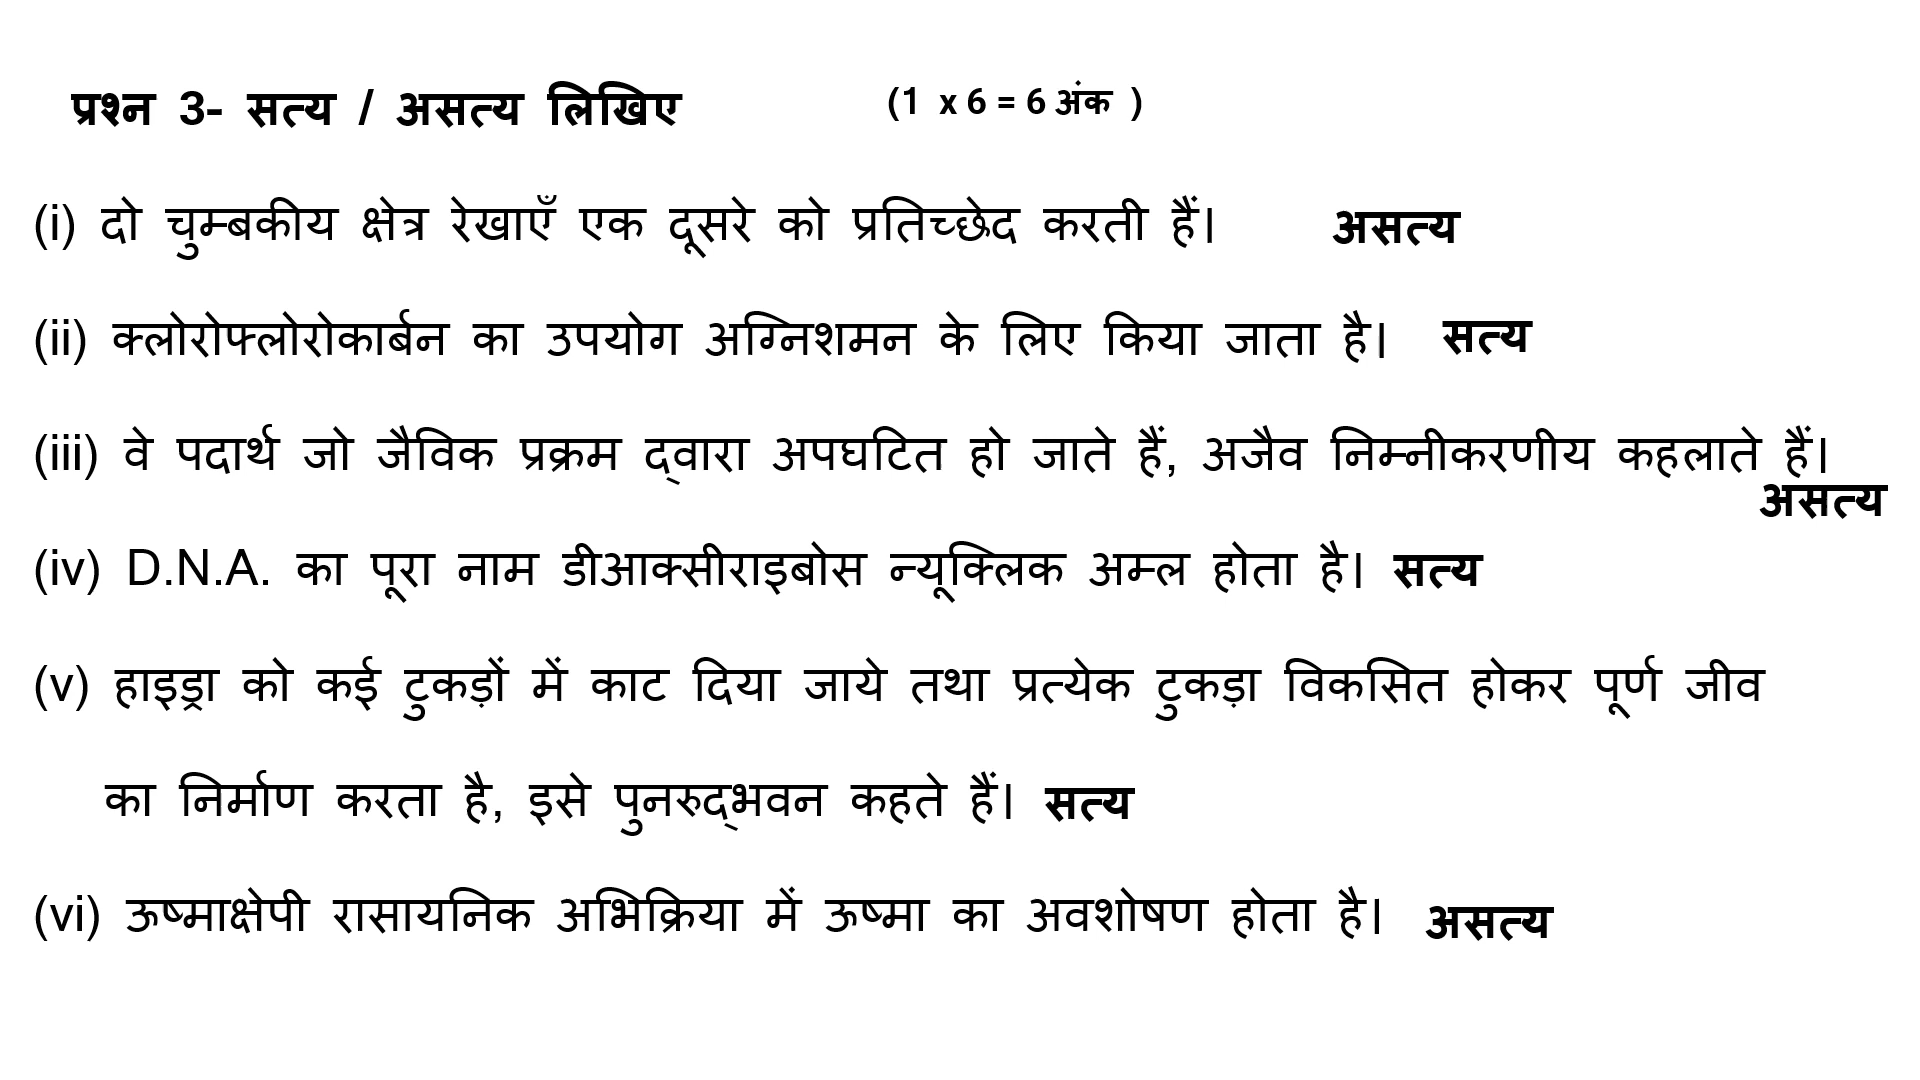 प्रश्न 3- सत्य / असत्य लिखिए (1 x 6 = 6 अंक )
(i) दो चुम्बकीय क्षेत्र रेखाएँ एक दूसरे को प्रतिच्छेद करती हैं। असत्य
(ii) क्लोरोफ्लोरोकार्बन का उपयोग अग्निशमन के लिए किया जाता है। सत्य
(iii) वे पदार्थ जो जैविक प्रक्रम द्वारा अपघटित हो जाते हैं, अजैव निम्नीकरणीय कहलाते हैं।
असत्य
(iv) D.N.A. का पूरा नाम डीआक्सीराइबोस न्यूक्लिक अम्ल होता है। सत्य
(v) हाइड्रा को कई टुकड़ों में काट दिया जाये तथा प्रत्येक टुकड़ा विकसित होकर पूर्ण जीव
का निर्माण करता है, इसे पुनरुद्भवन कहते हैं। सत्य
(vi) ऊष्माक्षेपी रासायनिक अभिक्रिया में ऊष्मा का अवशोषण होता है। असत्य